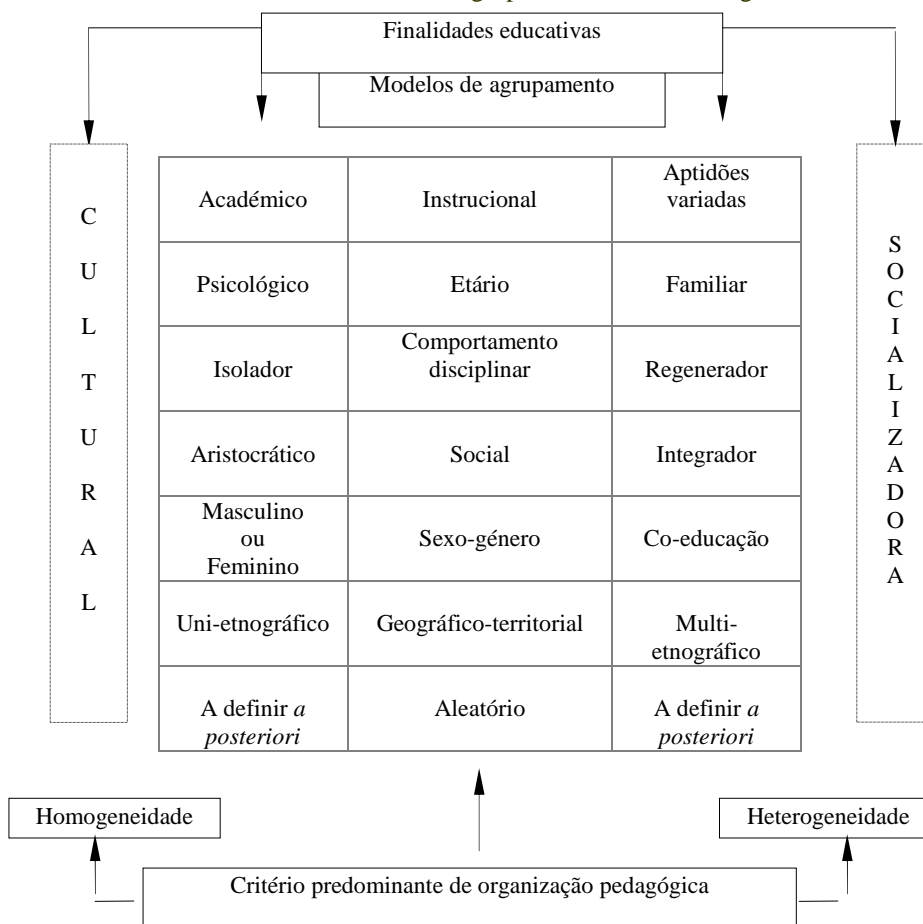 Finalidades educativas
Modelos de agrupamento
C
U
L
T
U
R
A
L
Académico
Instrucional
Aptidões
variadas
Psicológico
Etário
Familiar
Isolador
Comportamento
disciplinar
Regenerador
Aristocrático
Social
Integrador
Masculino
ou
Feminino
Sexo-género
Co-educação
Uni-etnográfico
Geográfico-territorial
Multi-
etnográfico
A definir a
posteriori
Aleatório
A definir a
posteriori
S
O
C
I
A
L
I
Z
A
D
O
R
A
Homogeneidade
Heterogeneidade
Critério predominante de organização pedagógica